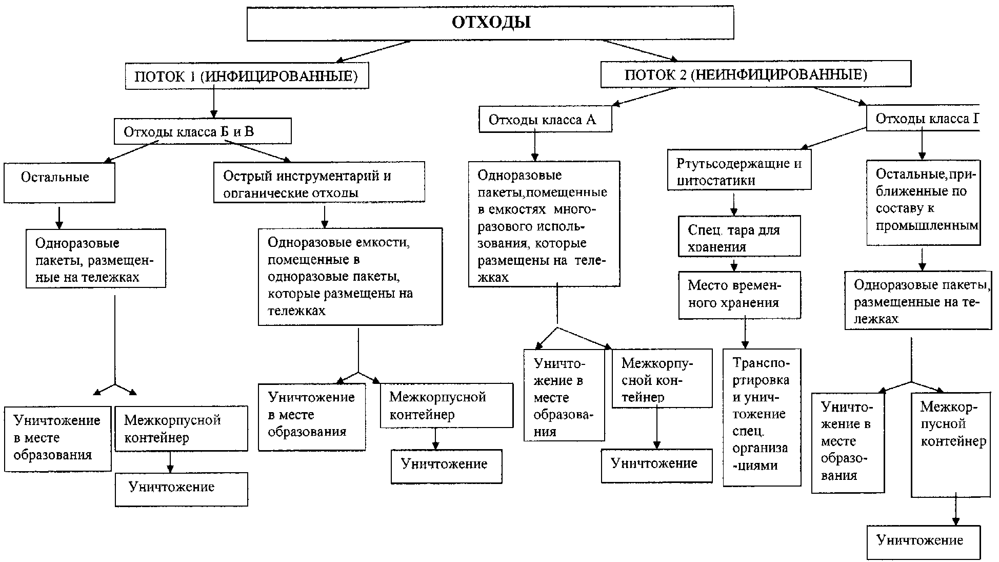 ОТХОДЫ
ПОТОК 1 (ИНФИЦИРОВАННЫЕ)
ПОТОК 2 (НЕИНФИЦИРОВАННЫЕ)
Отходы класса Б и В
Отходы класса А
Отходы класса Г
Остальные
Острый инструментарий и
органические отходы
Одноразовые
пакеты, размещен-
ные на тележках
Одноразовые емкости,
помещенные в
одноразовые пакеты,
которые размещены на
тележках
Одноразовые
пакеты,помещенные
в емкостях много-
разового исполь-
зования, которые
размещены на теле-
жках
Ртутьсодержащие и
цитостатики
Спец. тара для
хранения
Место времен-
ного хранения
Остальные,при-
ближенные по
составу к
промышленным
Одноразовые пакеты,
размещенные на те-
лежках
Уничтожение
в месте
образования
Межкорпусной
контейнер
Уничтожение
Уничтожение
в месте
образования
Межкорпусной
контейнер
Уничтожение
Уничто-
жение в
месте
образова-
ния
Межкорпу-
сной кон-
тейнер
Уничтожение
Транспо-
ртировка
и унич-
тожение
спец.
организа
-циями
Уничто-
жение в
месте
образо-
вания
Межкор-
пусной
контейнер
Уничтожение